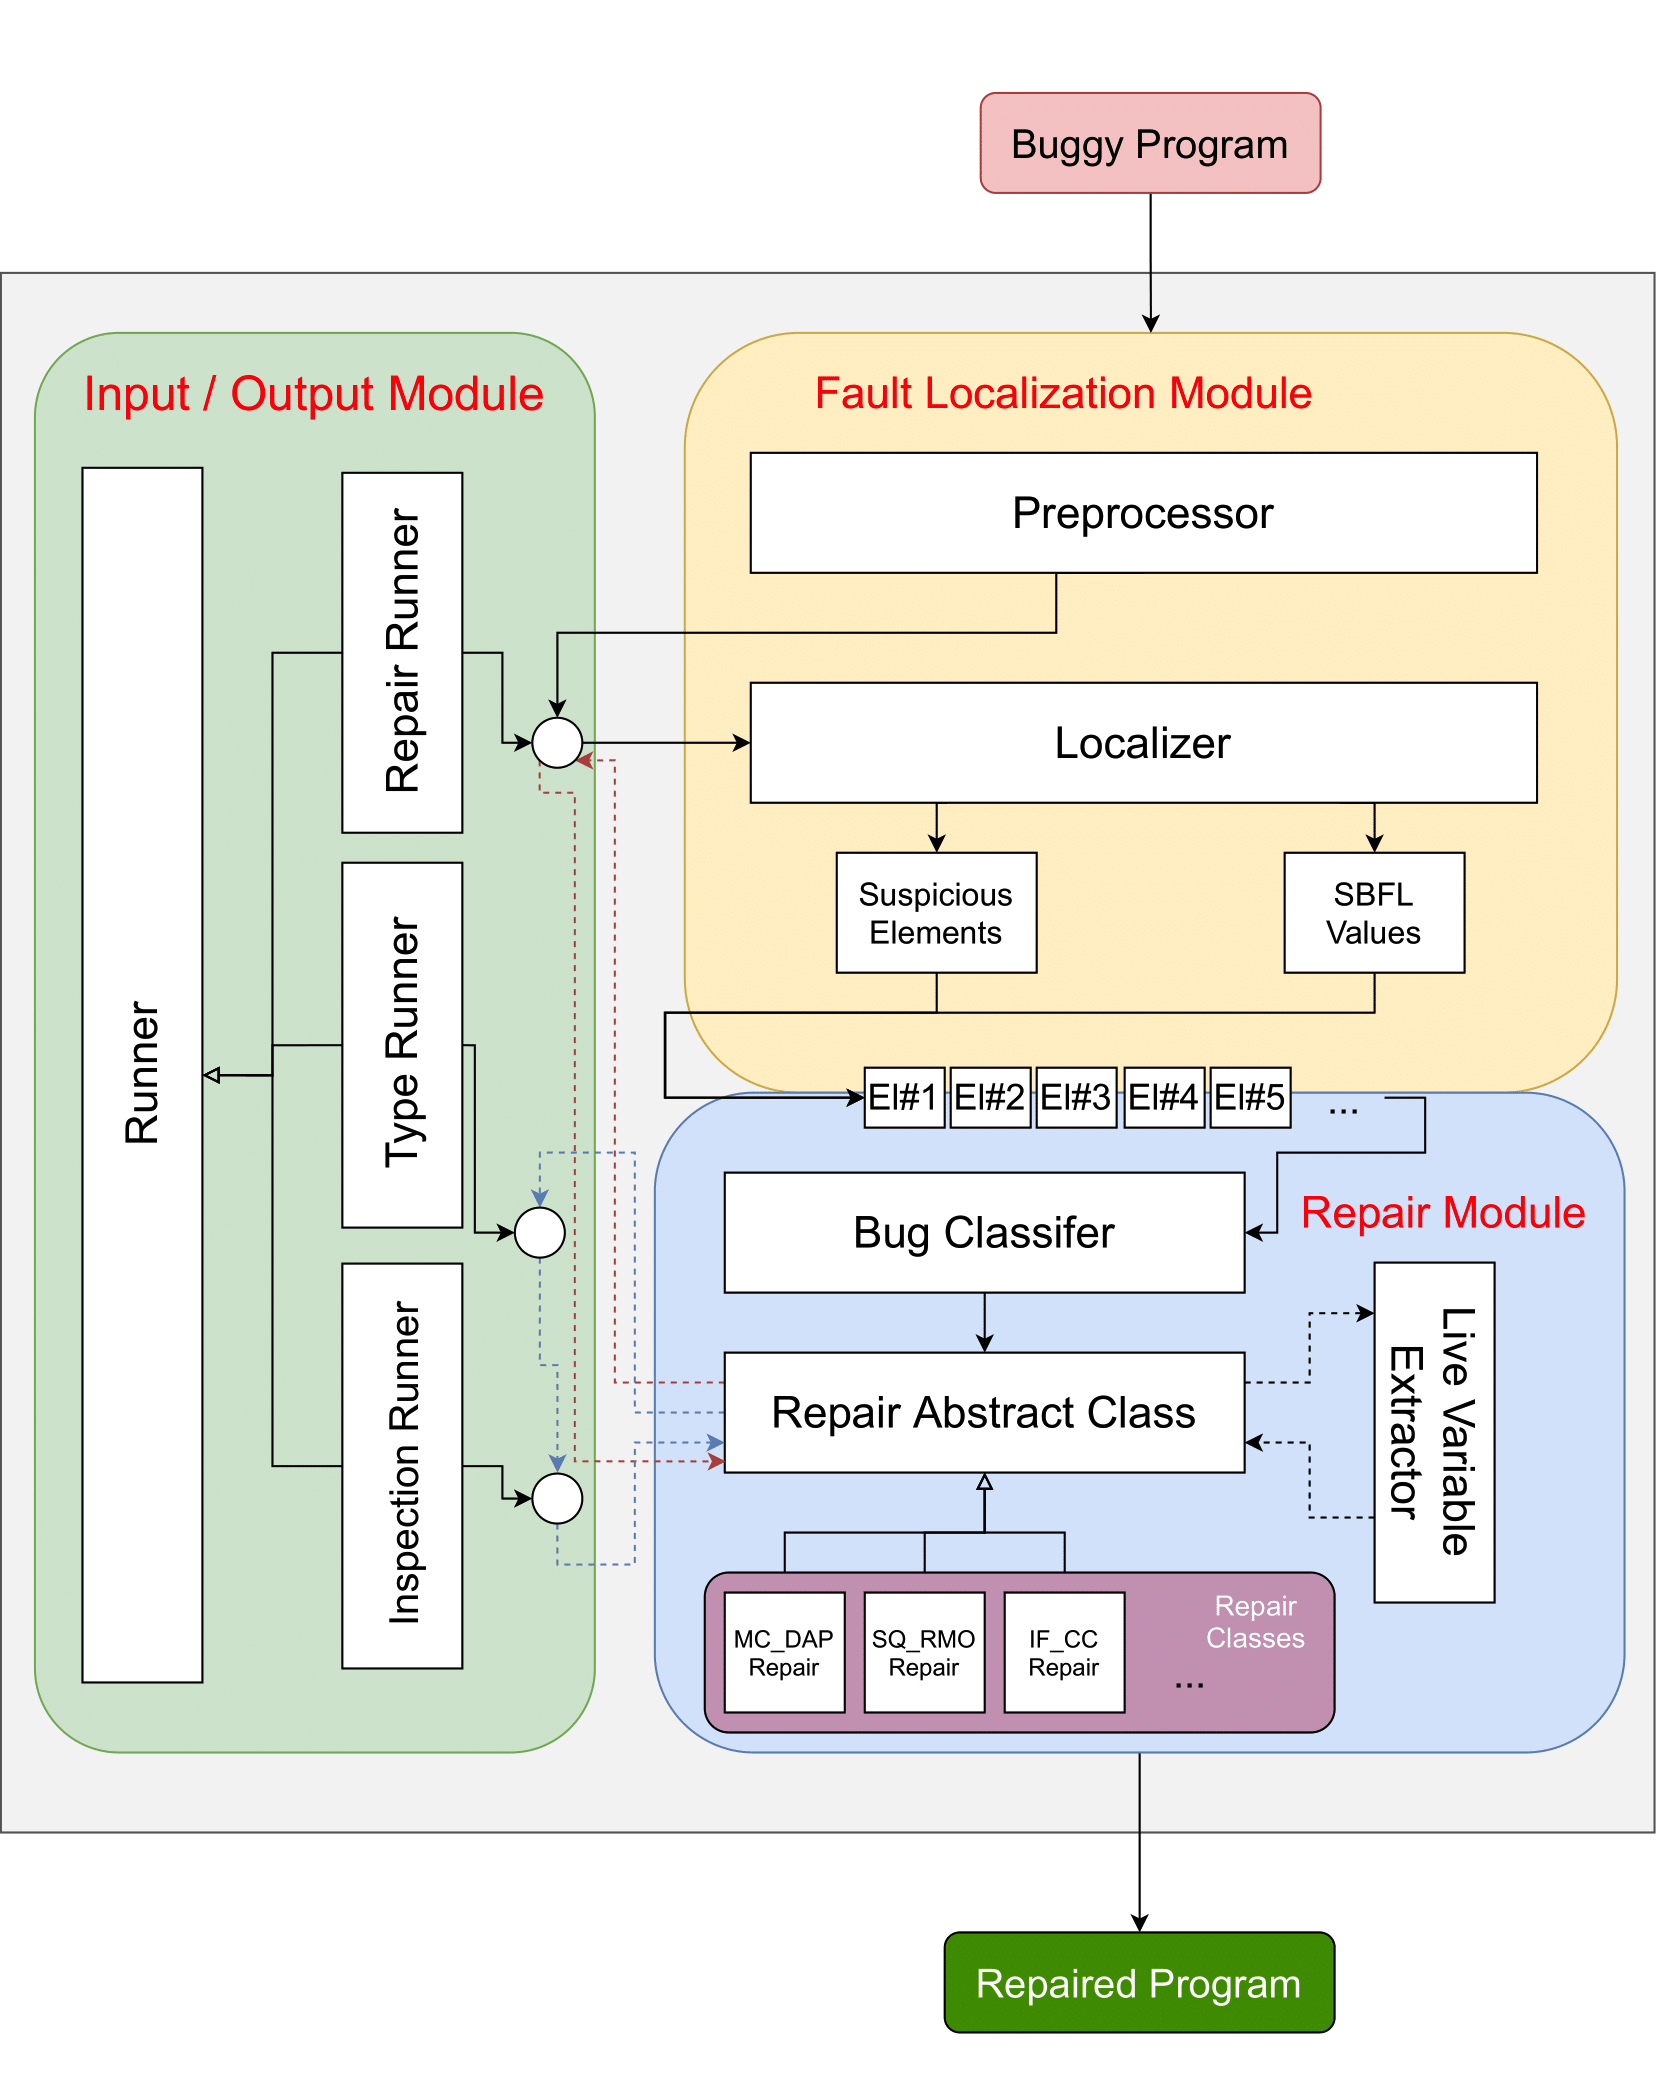 Buggy Program
Input / Output Module
Runner
Repair Runner
Type Runner
Inspection Runner
Fault Localization Module
Preprocessor
Localizer
Suspicious
Elements
SBFL
Values
El#1 El#2 El#3 El#4 El#5 ...
Repair Module
Bug Classifer
Repair Abstract Class
Live Variable
Extractor
Repair
Classes
MC_DAP
Repair
SQ_RMO
Repair
IF_CC
Repair
...
Repaired Program